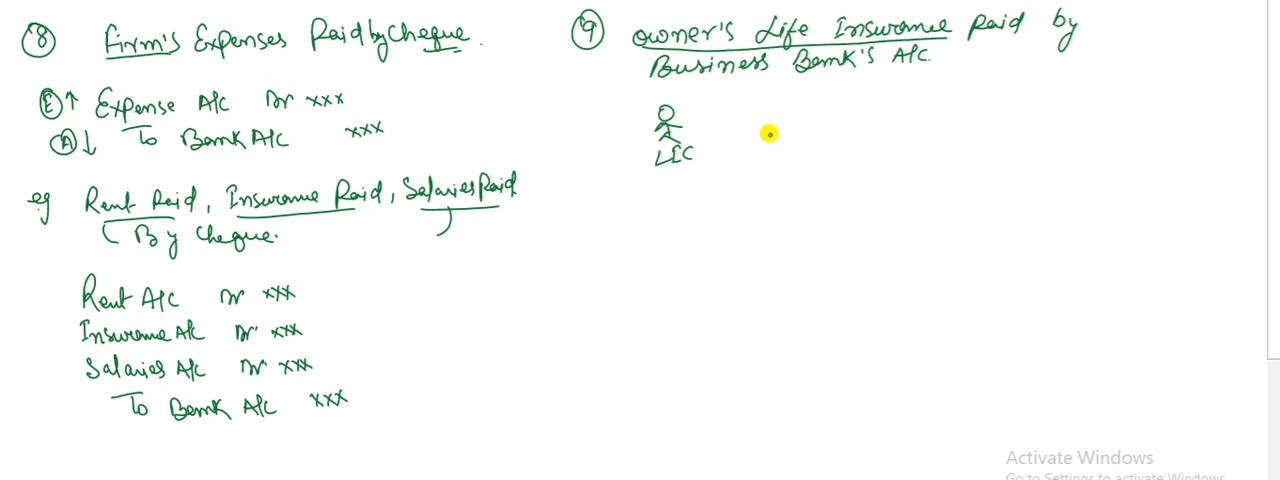 8 Firm's Expenses Paid by Cheque.
E↑ Expense A/c Dr xxx
A↓ To Bank A/c xxx
eg Rent Paid, Insurance Paid, Salaries Paid
By Cheque.
Rent A/c Dr xxx
Insurance A/c Dr xxx
Salaries A/c Dr xxx
To Bank A/c xxx
9 Owner's Life Insurance Paid by
Business Bank's A/c.
LIC
Activate Windows
Go to Settings to activate Windows.